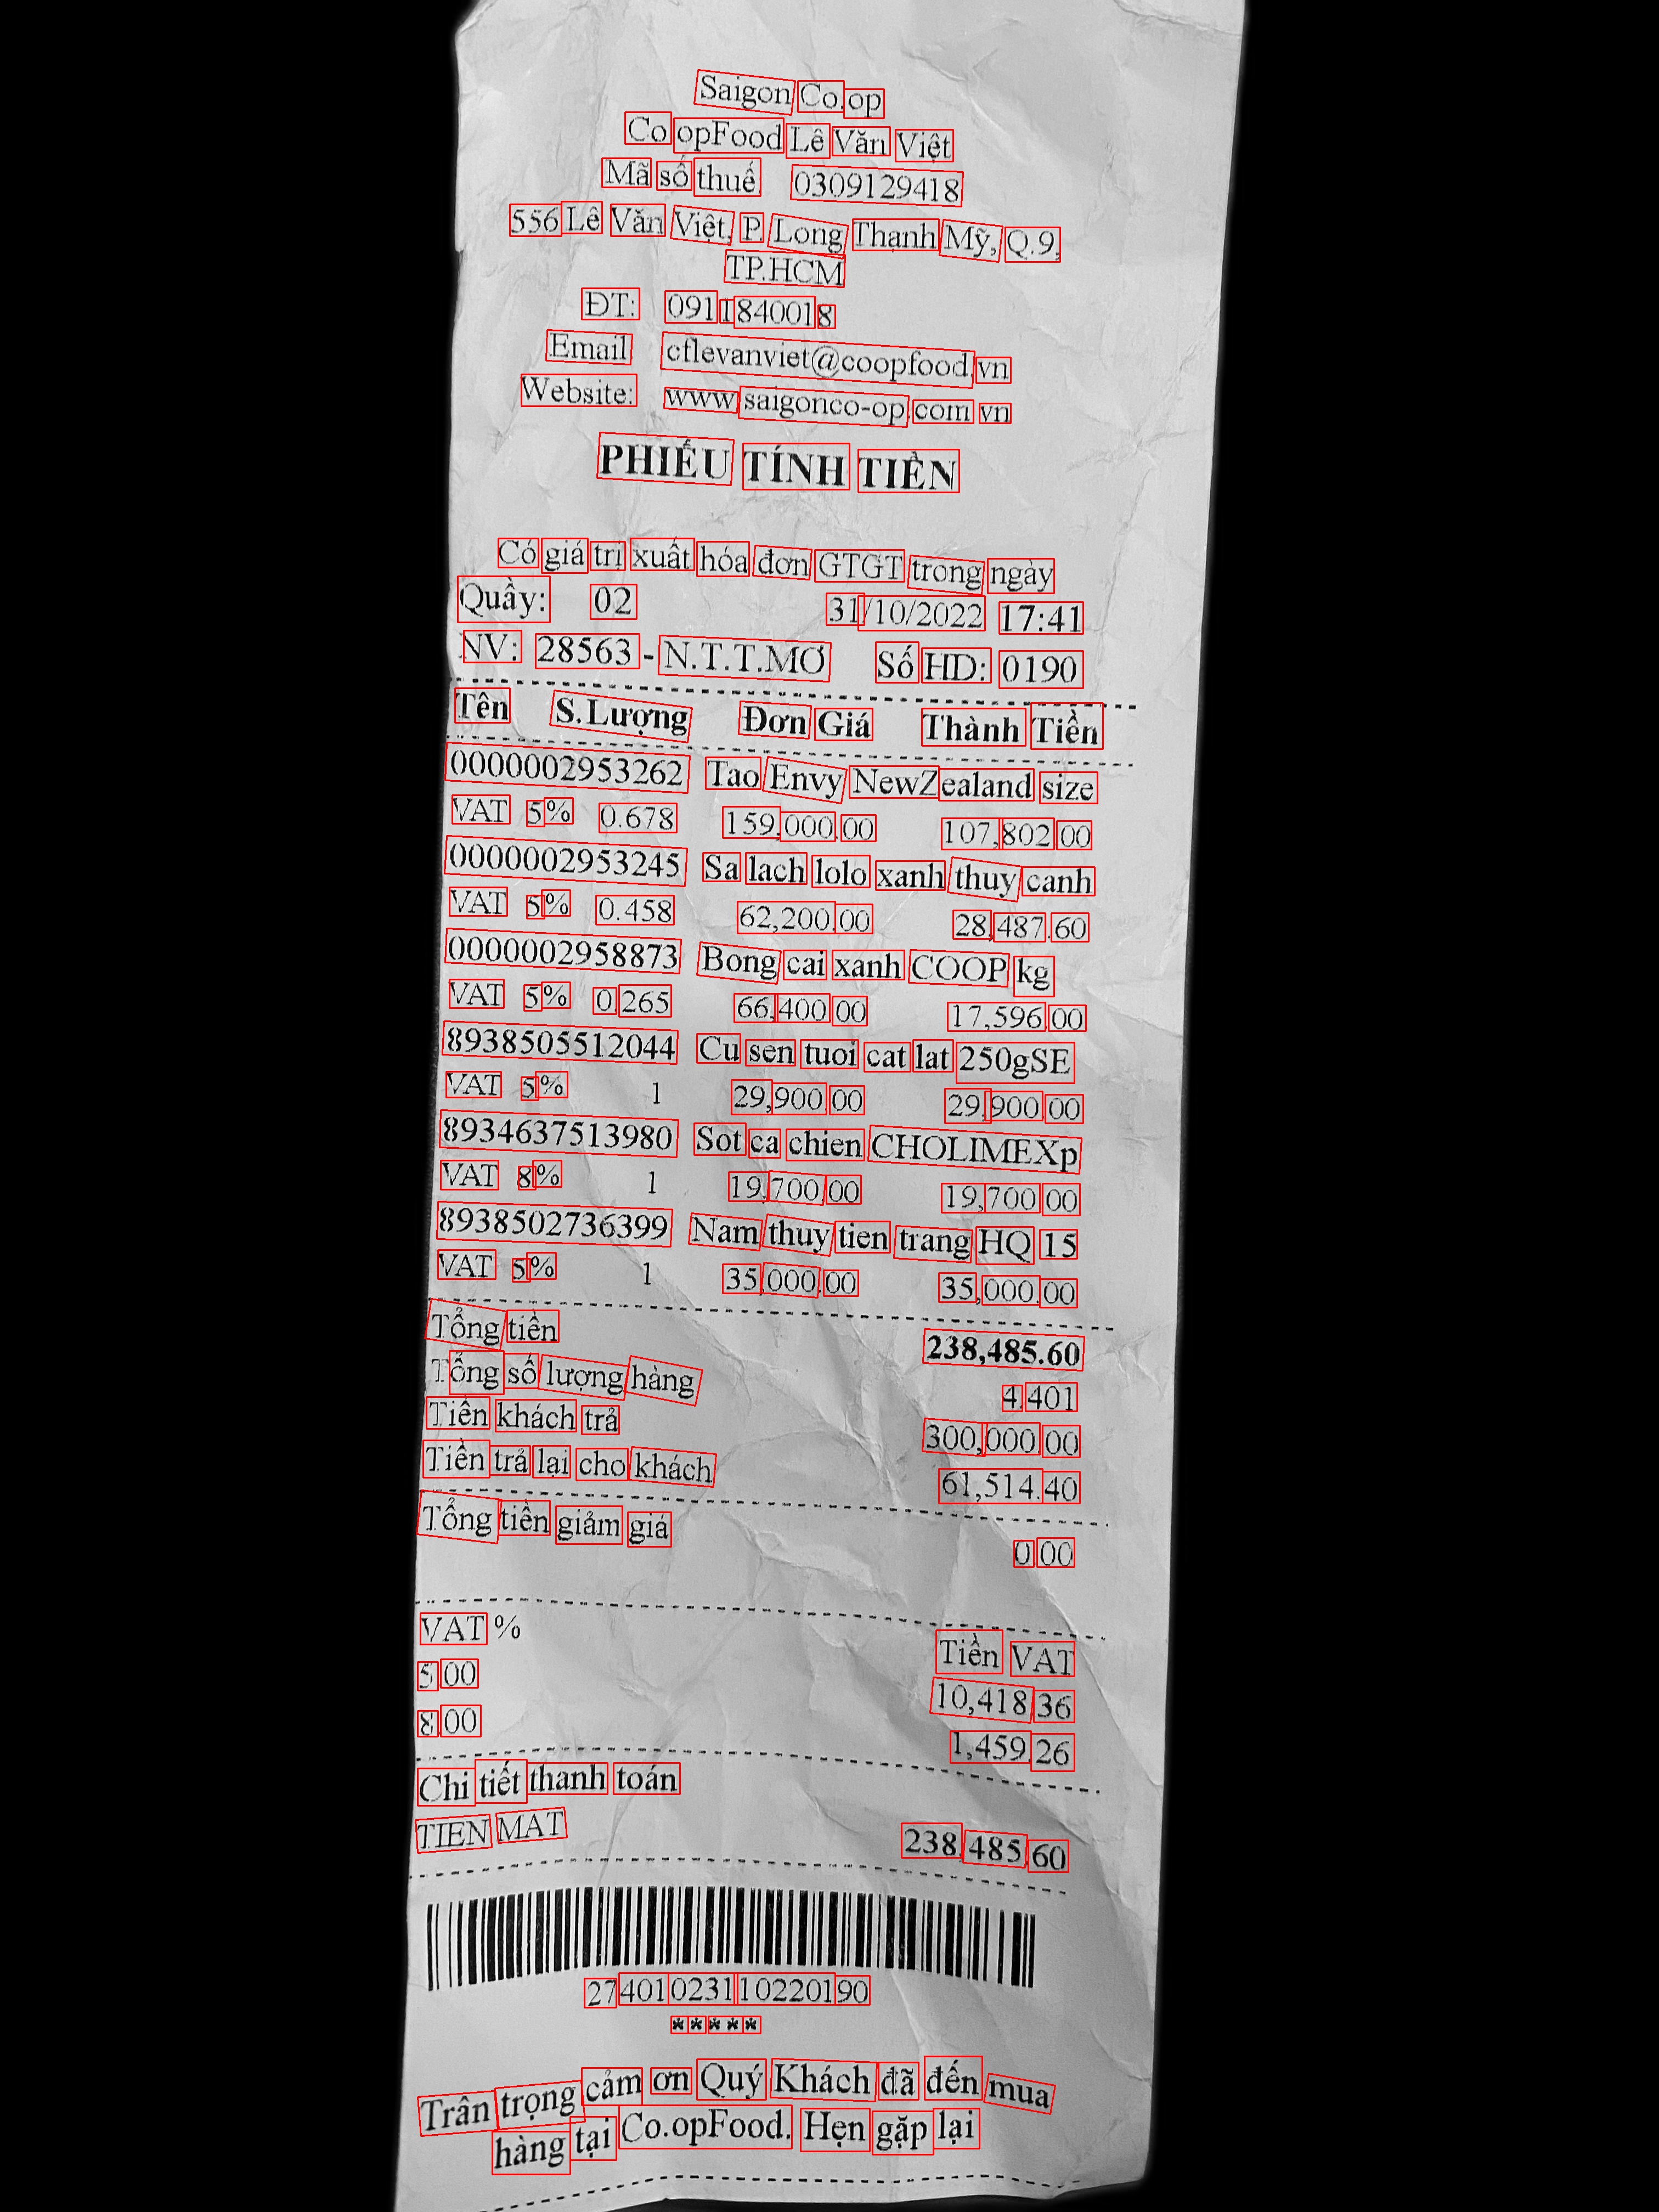 Saigon Co.op
Co opFood Lê Văn Việt
Mã số thuế 0309129418
556 Lê Văn Việt, P. Long Thạnh Mỹ, Q.9,
TP.HCM
ĐT: 0911840018
Email cflevanviet@coopfood.vn
Website: www.saigonco-op.com.vn
PHIẾU TÍNH TIỀN
Có giá trị xuất hóa đơn GTGT trong ngày
Quầy: 02 31/10/2022 17:41
NV: 28563 - N.T.T.MƠ Số HD: 0190
Tên S.Lượng Đơn Giá Thành Tiền
0000002953262 Tao Envy NewZealand size
VAT 5% 0.678 159,000.00 107,802.00
0000002953245 Sa lach lolo xanh thuy canh
VAT 5% 0.458 62,200.00 28,487.60
0000002958873 Bong cai xanh COOP kg
VAT 5% 0.265 66,400.00 17,596.00
8938505512044 Cu sen tuoi cat lat 250gSE
VAT 5% 1 29,900.00 29,900.00
8934637513980 Sot ca chien CHOLIMEXp
VAT 8% 1 19,700.00 19,700.00
8938502736399 Nam thuy tien trang HQ 15
VAT 5% 1 35,000.00 35,000.00
Tổng tiền 238,485.60
Tổng số lượng hàng 4.401
Tiền khách trả 300,000.00
Tiền trả lại cho khách 61,514.40
Tổng tiền giảm giá 0.00
VAT % Tiền VAT
5.00 10,418.36
8.00 1,459.26
Chi tiết thanh toán
TIEN MAT 238,485.60
27401023110220190
*****
Trân trọng cảm ơn Quý Khách đã đến mua
hàng tại Co.opFood. Hẹn gặp lại